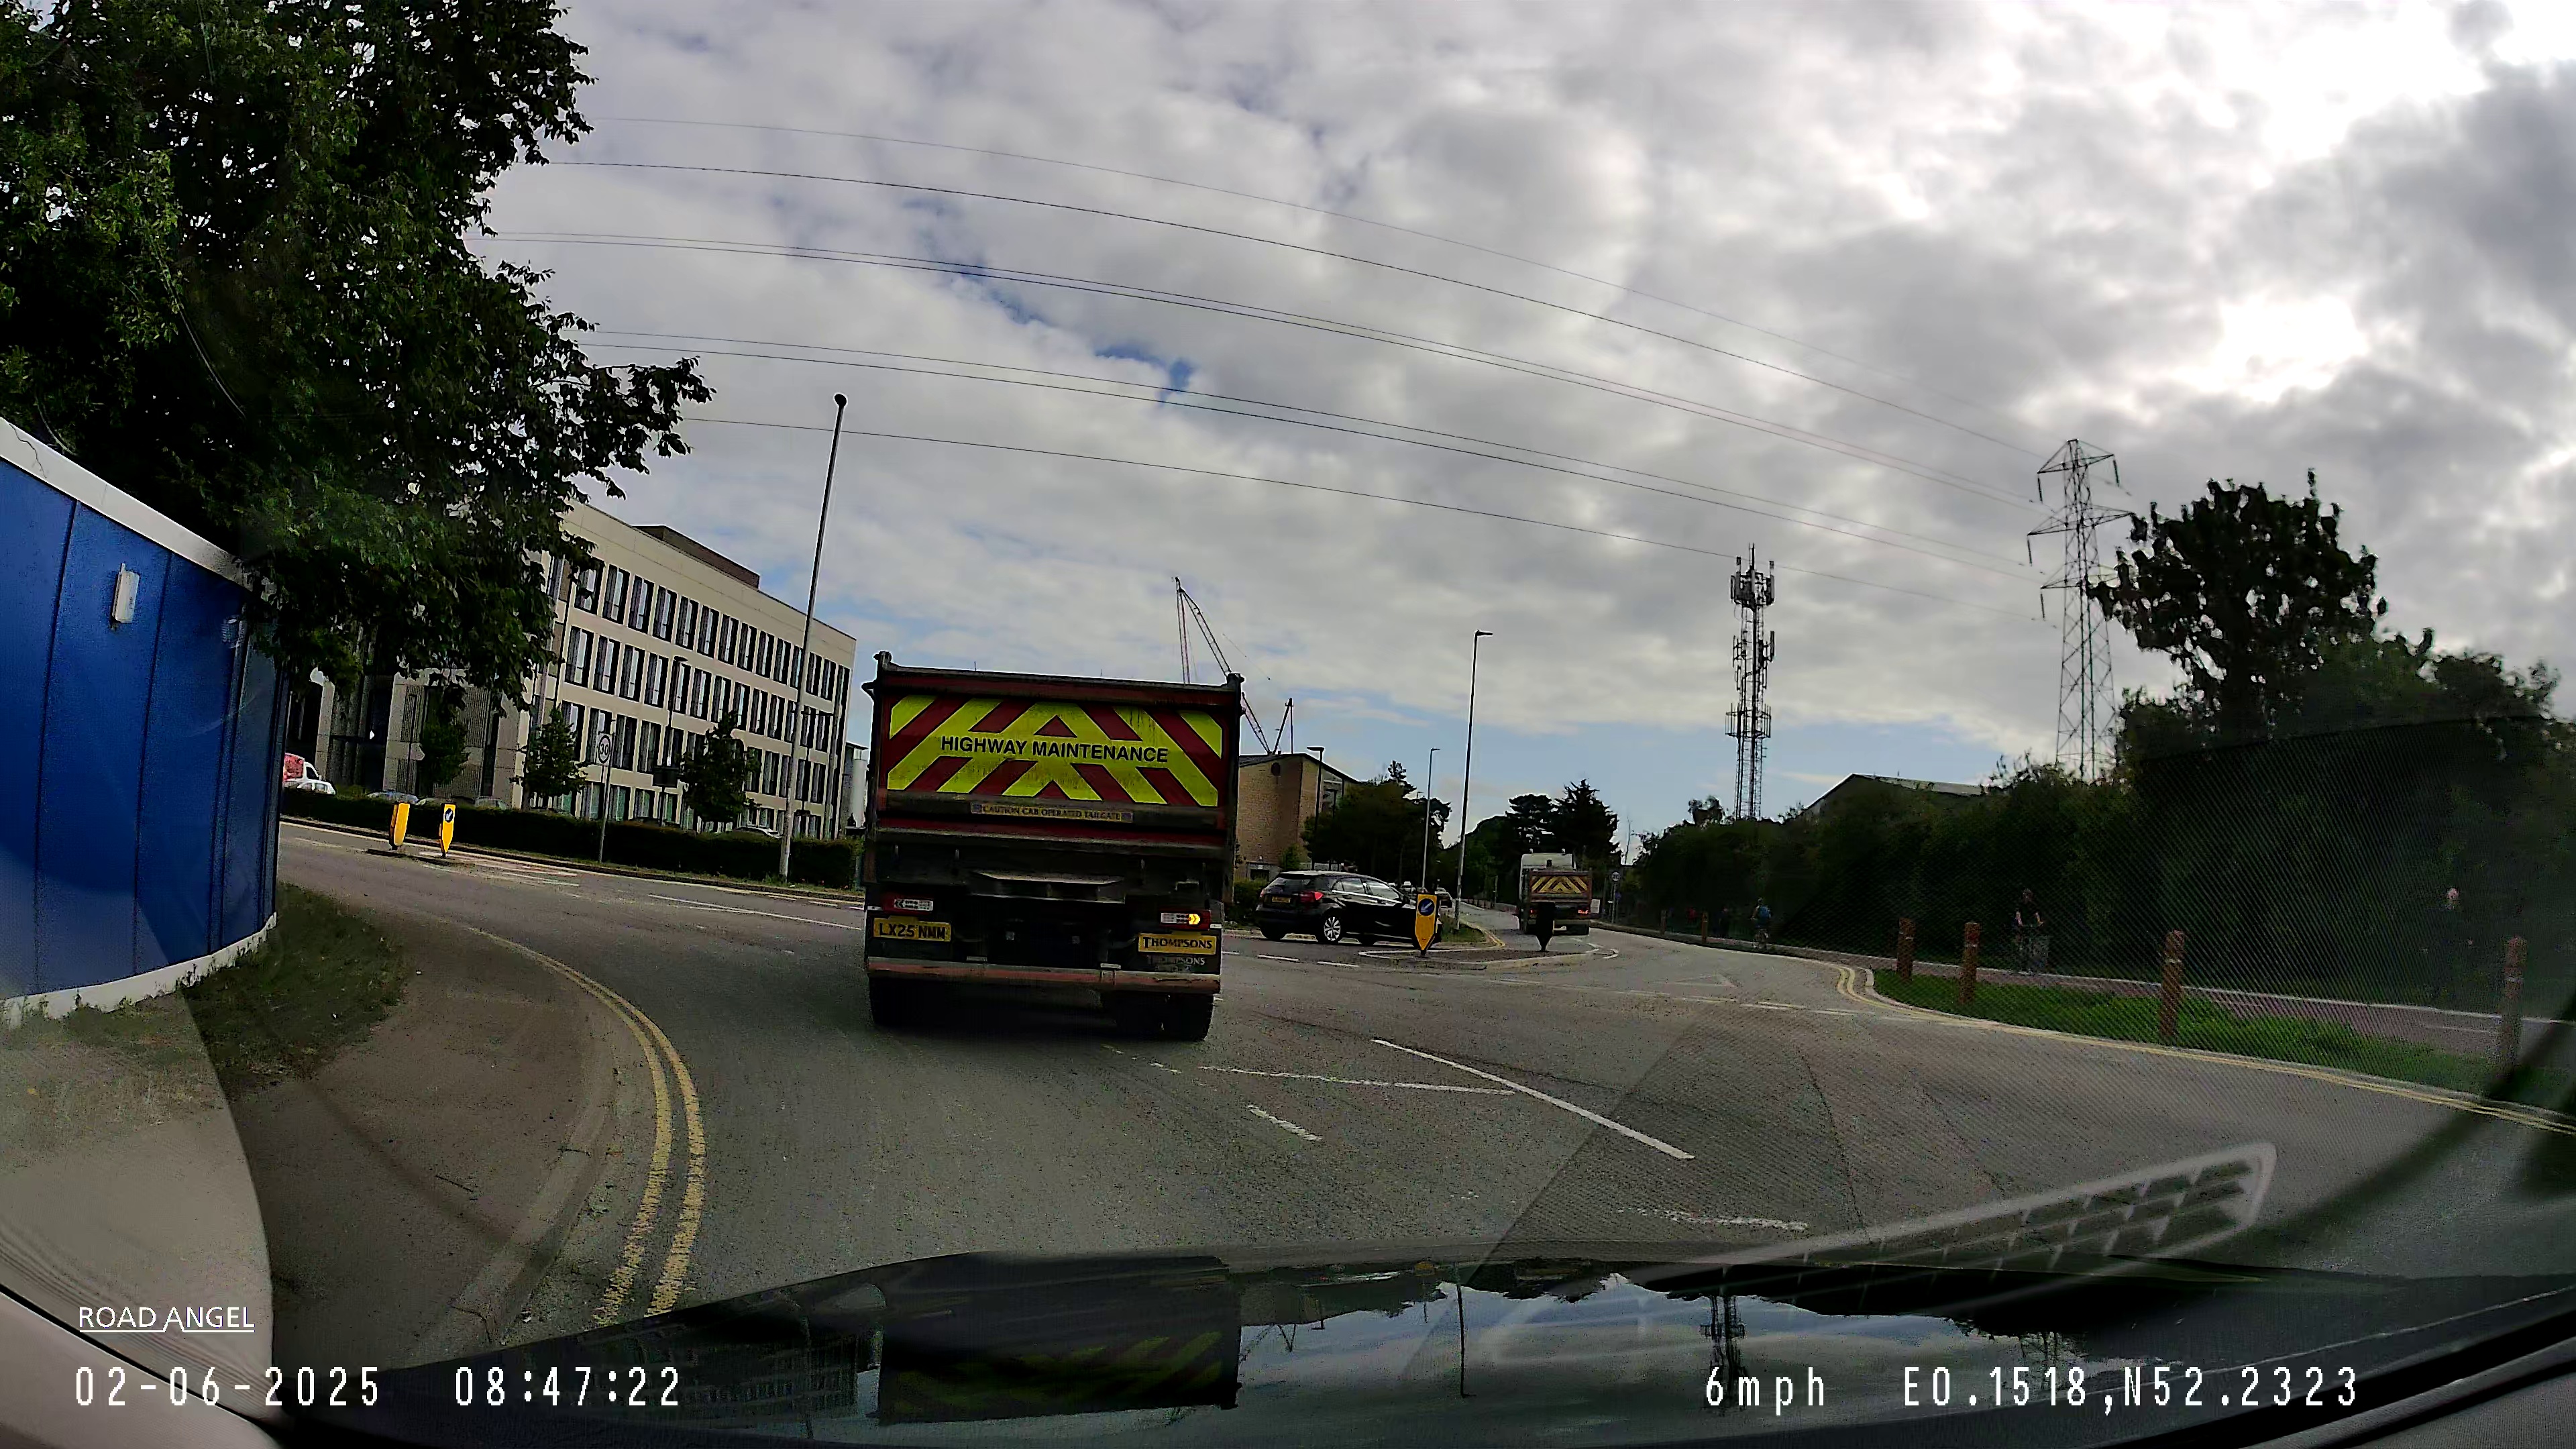 30
HIGHWAY MAINTENANCE
CAUTION CAB OPERATED TAILGATE
LX25 NMM
THOMPSONS
THOMPSONS
ROAD ANGEL
02-06-2025 08:47:22
6mph E0.1518,N52.2323